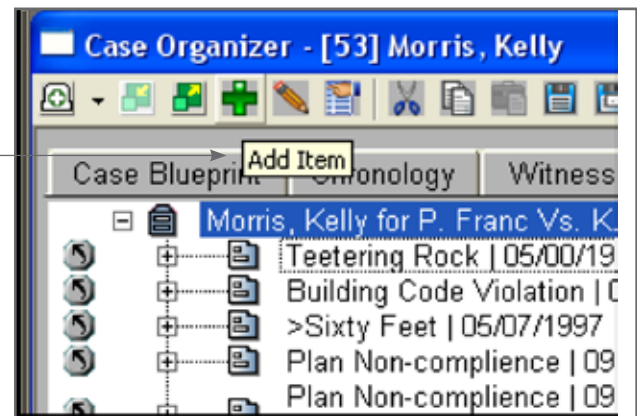 Case Organizer - [53] Morris, Kelly
Add Item
Case Blueprint Chronology Witness
Morris, Kelly for P. Franc Vs. K.
Teetering Rock | 05/00/19
Building Code Violation |
>Sixty Feet | 05/07/1997
Plan Non-complience | 09
Plan Non-complience | 09